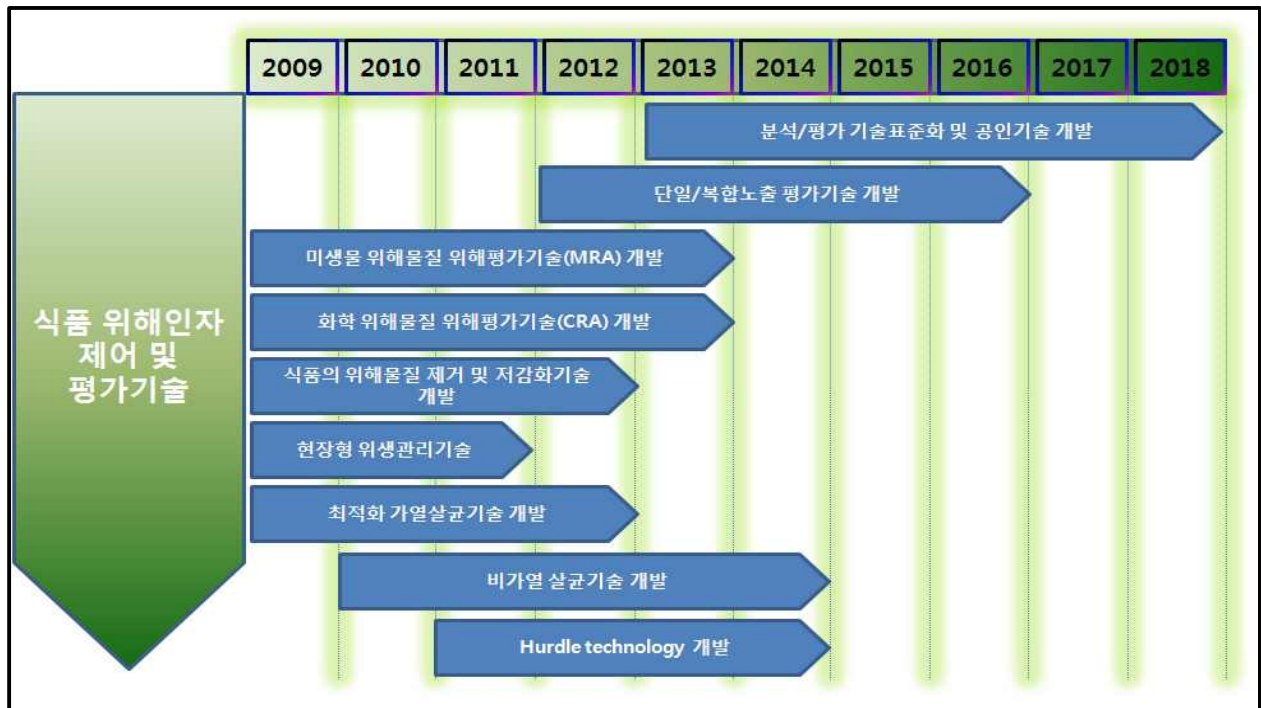 2009 2010 2011 2012 2013 2014 2015 2016 2017 2018
식품 위해인자
제어 및
평가기술
분석/평가 기술표준화 및 공인기술 개발
단일/복합노출 평가기술 개발
미생물 위해물질 위해평가기술(MRA) 개발
화학 위해물질 위해평가기술(CRA) 개발
식품의 위해물질 제거 및 저감화기술
개발
현장형 위생관리기술
최적화 가열살균기술 개발
비가열 살균기술 개발
Hurdle technology 개발